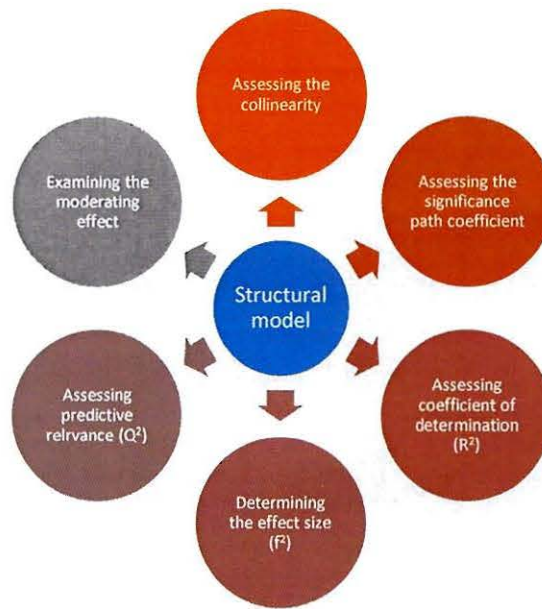 Assessing the
collinearity
Assessing the
significance
path coefficient
Assessing
coefficient of
determination
(R²)
Determining
the effect size
(f²)
Assessing
predictive
relrvance (Q²)
Examining the
moderating
effect
Structural
model